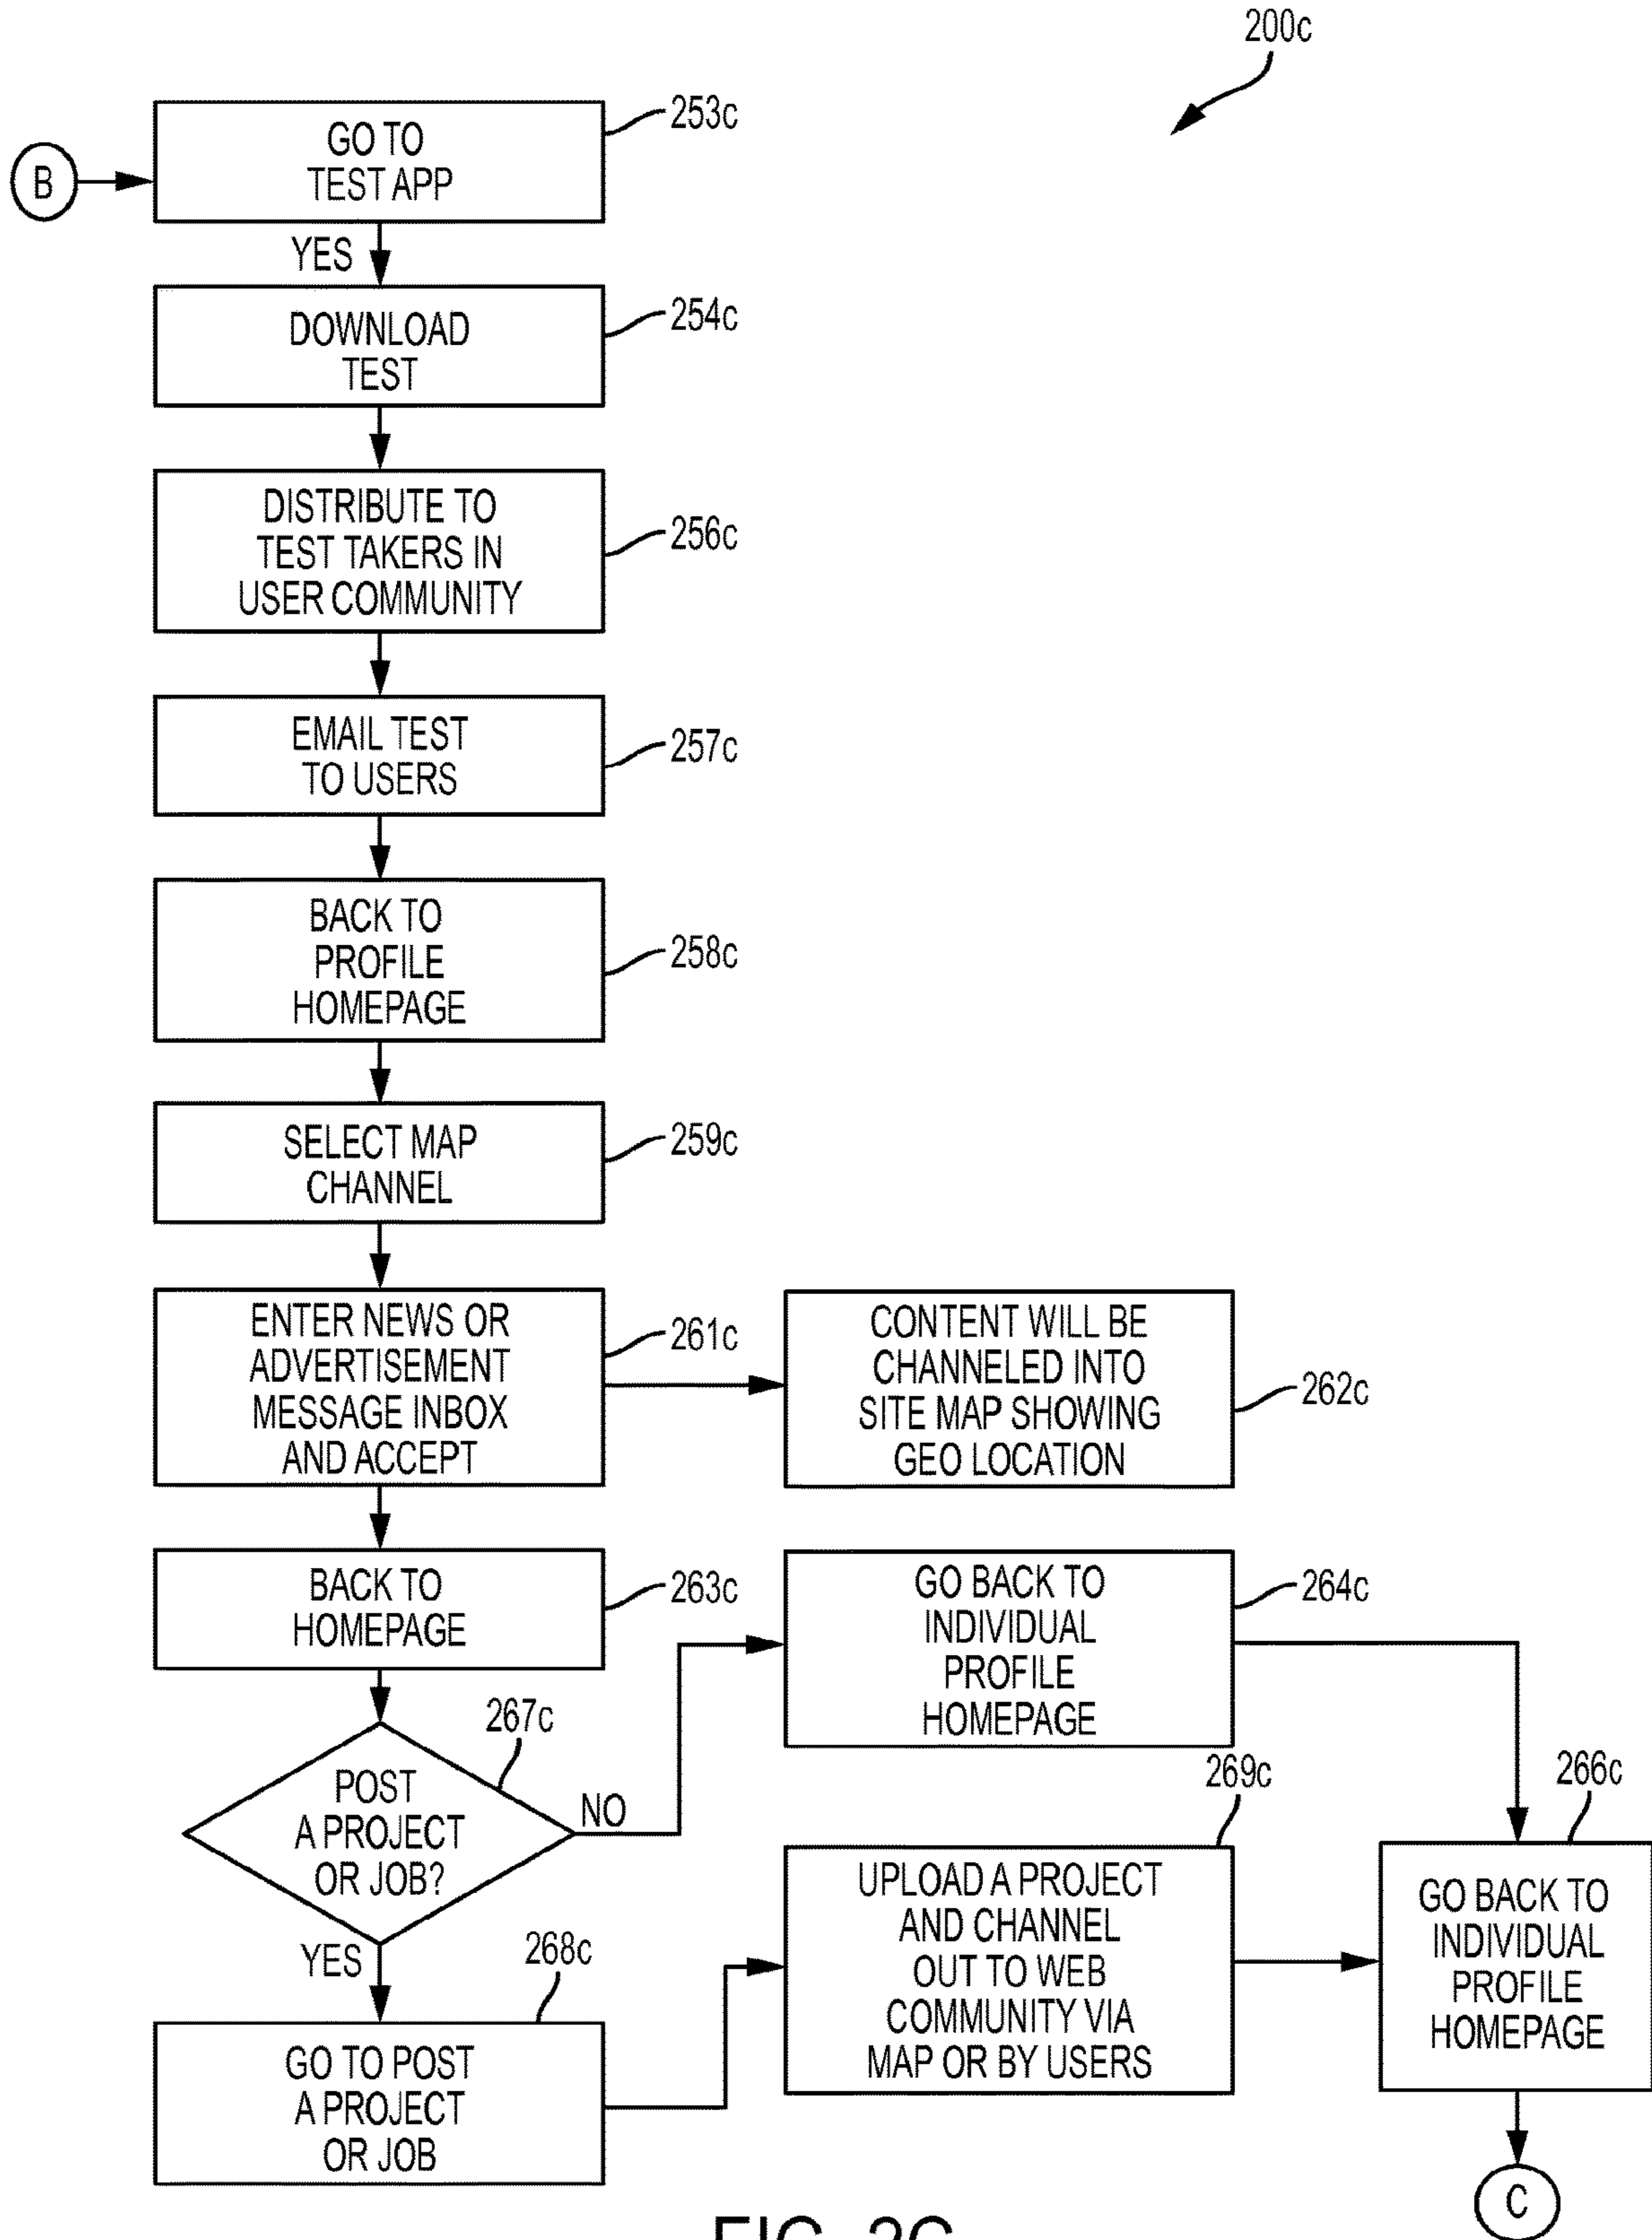 200c
253c
GO TO
TEST APP
B
YES
254c
DOWNLOAD
TEST
DISTRIBUTE TO
TEST TAKERS IN
USER COMMUNITY
256c
EMAIL TEST
TO USERS
257c
BACK TO
PROFILE
HOMEPAGE
258c
SELECT MAP
CHANNEL
259c
ENTER NEWS OR
ADVERTISEMENT
MESSAGE INBOX
AND ACCEPT
261c
CONTENT WILL BE
CHANNELED INTO
SITE MAP SHOWING
GEO LOCATION
262c
BACK TO
HOMEPAGE
263c
GO BACK TO
INDIVIDUAL
PROFILE
HOMEPAGE
264c
267c
POST
A PROJECT
OR JOB?
NO
YES
268c
GO TO POST
A PROJECT
OR JOB
269c
UPLOAD A PROJECT
AND CHANNEL
OUT TO WEB
COMMUNITY VIA
MAP OR BY USERS
266c
GO BACK TO
INDIVIDUAL
PROFILE
HOMEPAGE
C
FIG. 2C